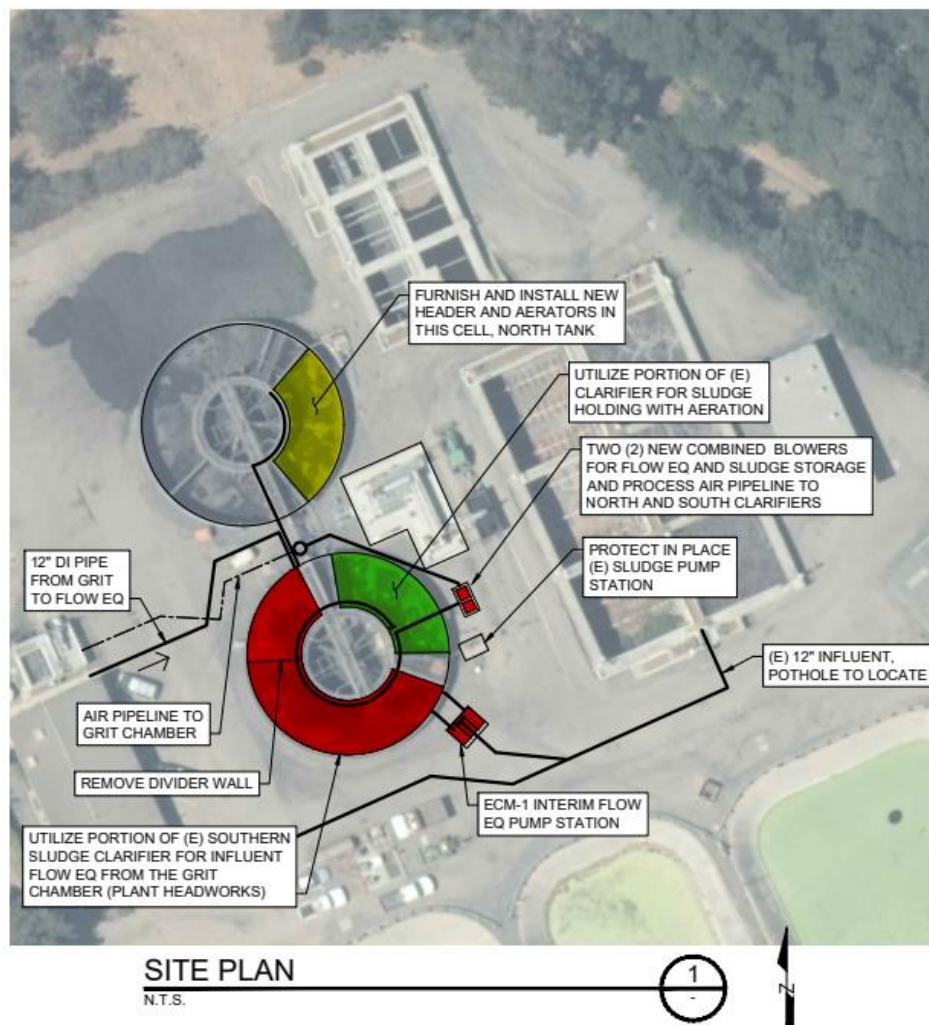 FURNISH AND INSTALL NEW
HEADER AND AERATORS IN
THIS CELL, NORTH TANK
UTILIZE PORTION OF (E)
CLARIFIER FOR SLUDGE
HOLDING WITH AERATION
TWO (2) NEW COMBINED BLOWERS
FOR FLOW EQ AND SLUDGE STORAGE
AND PROCESS AIR PIPELINE TO
NORTH AND SOUTH CLARIFIERS
12" DI PIPE
FROM GRIT
TO FLOW EQ
PROTECT IN PLACE
(E) SLUDGE PUMP
STATION
(E) 12" INFLUENT,
POTHOLE TO LOCATE
AIR PIPELINE TO
GRIT CHAMBER
REMOVE DIVIDER WALL
ECM-1 INTERIM FLOW
EQ PUMP STATION
UTILIZE PORTION OF (E) SOUTHERN
SLUDGE CLARIFIER FOR INFLUENT
FLOW EQ FROM THE GRIT
CHAMBER (PLANT HEADWORKS)
SITE PLAN
N.T.S.
1
-
Z